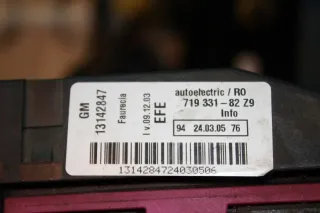 GM
13142847
Faurecia
I v.09.12.03
EFE
autoelectric / RO
719 331-82 Z9
Info
94 24.03.05 76
1314284724030506